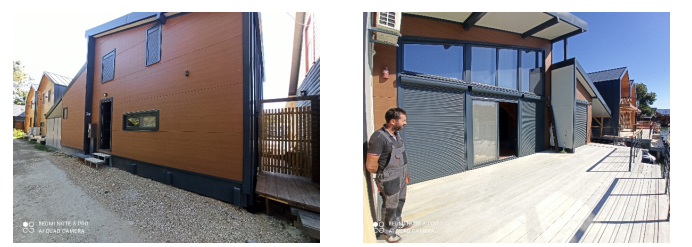 REDMI NOTE 8 PRO
AI QUAD CAMERA
REDMI NOTE 8 PRO
AI QUAD CAMERA